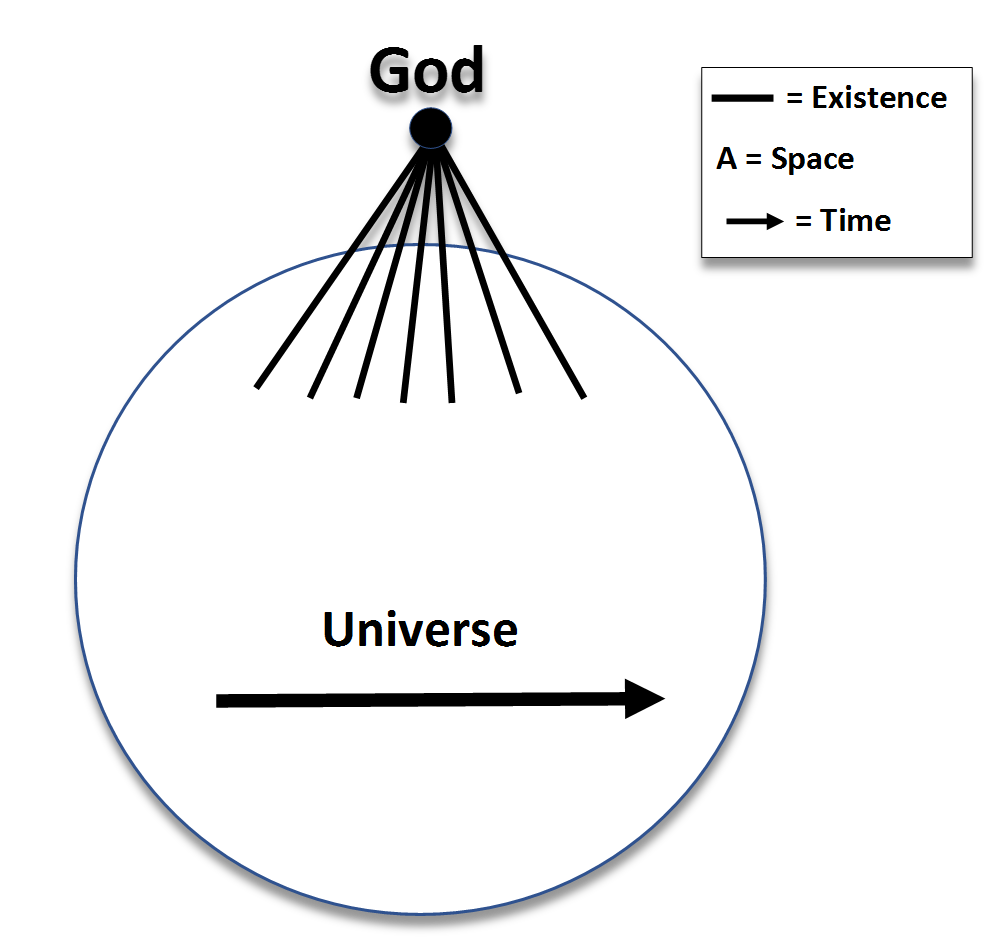 God
= Existence
A = Space
= Time
Universe